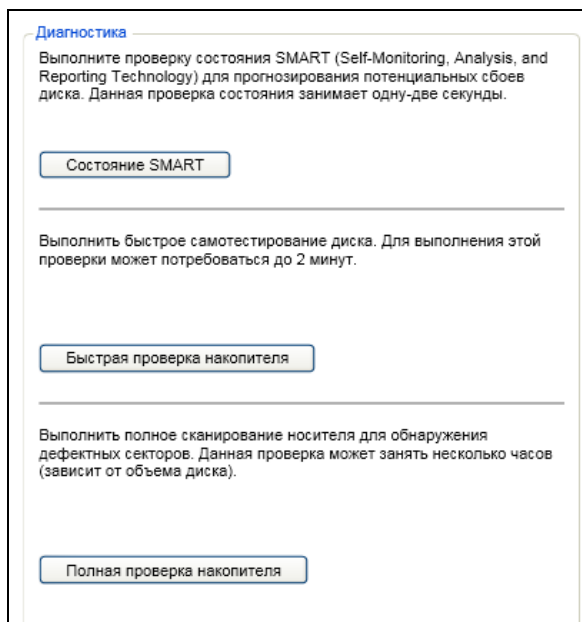 Диагностика
Выполните проверку состояния SMART (Self-Monitoring, Analysis, and
Reporting Technology) для прогнозирования потенциальных сбоев
диска. Данная проверка состояния занимает одну-две секунды.
Состояние SMART
Выполнить быстрое самотестирование диска. Для выполнения этой
проверки может потребоваться до 2 минут.
Быстрая проверка накопителя
Выполнить полное сканирование носителя для обнаружения
дефектных секторов. Данная проверка может занять несколько часов
(зависит от объема диска).
Полная проверка накопителя